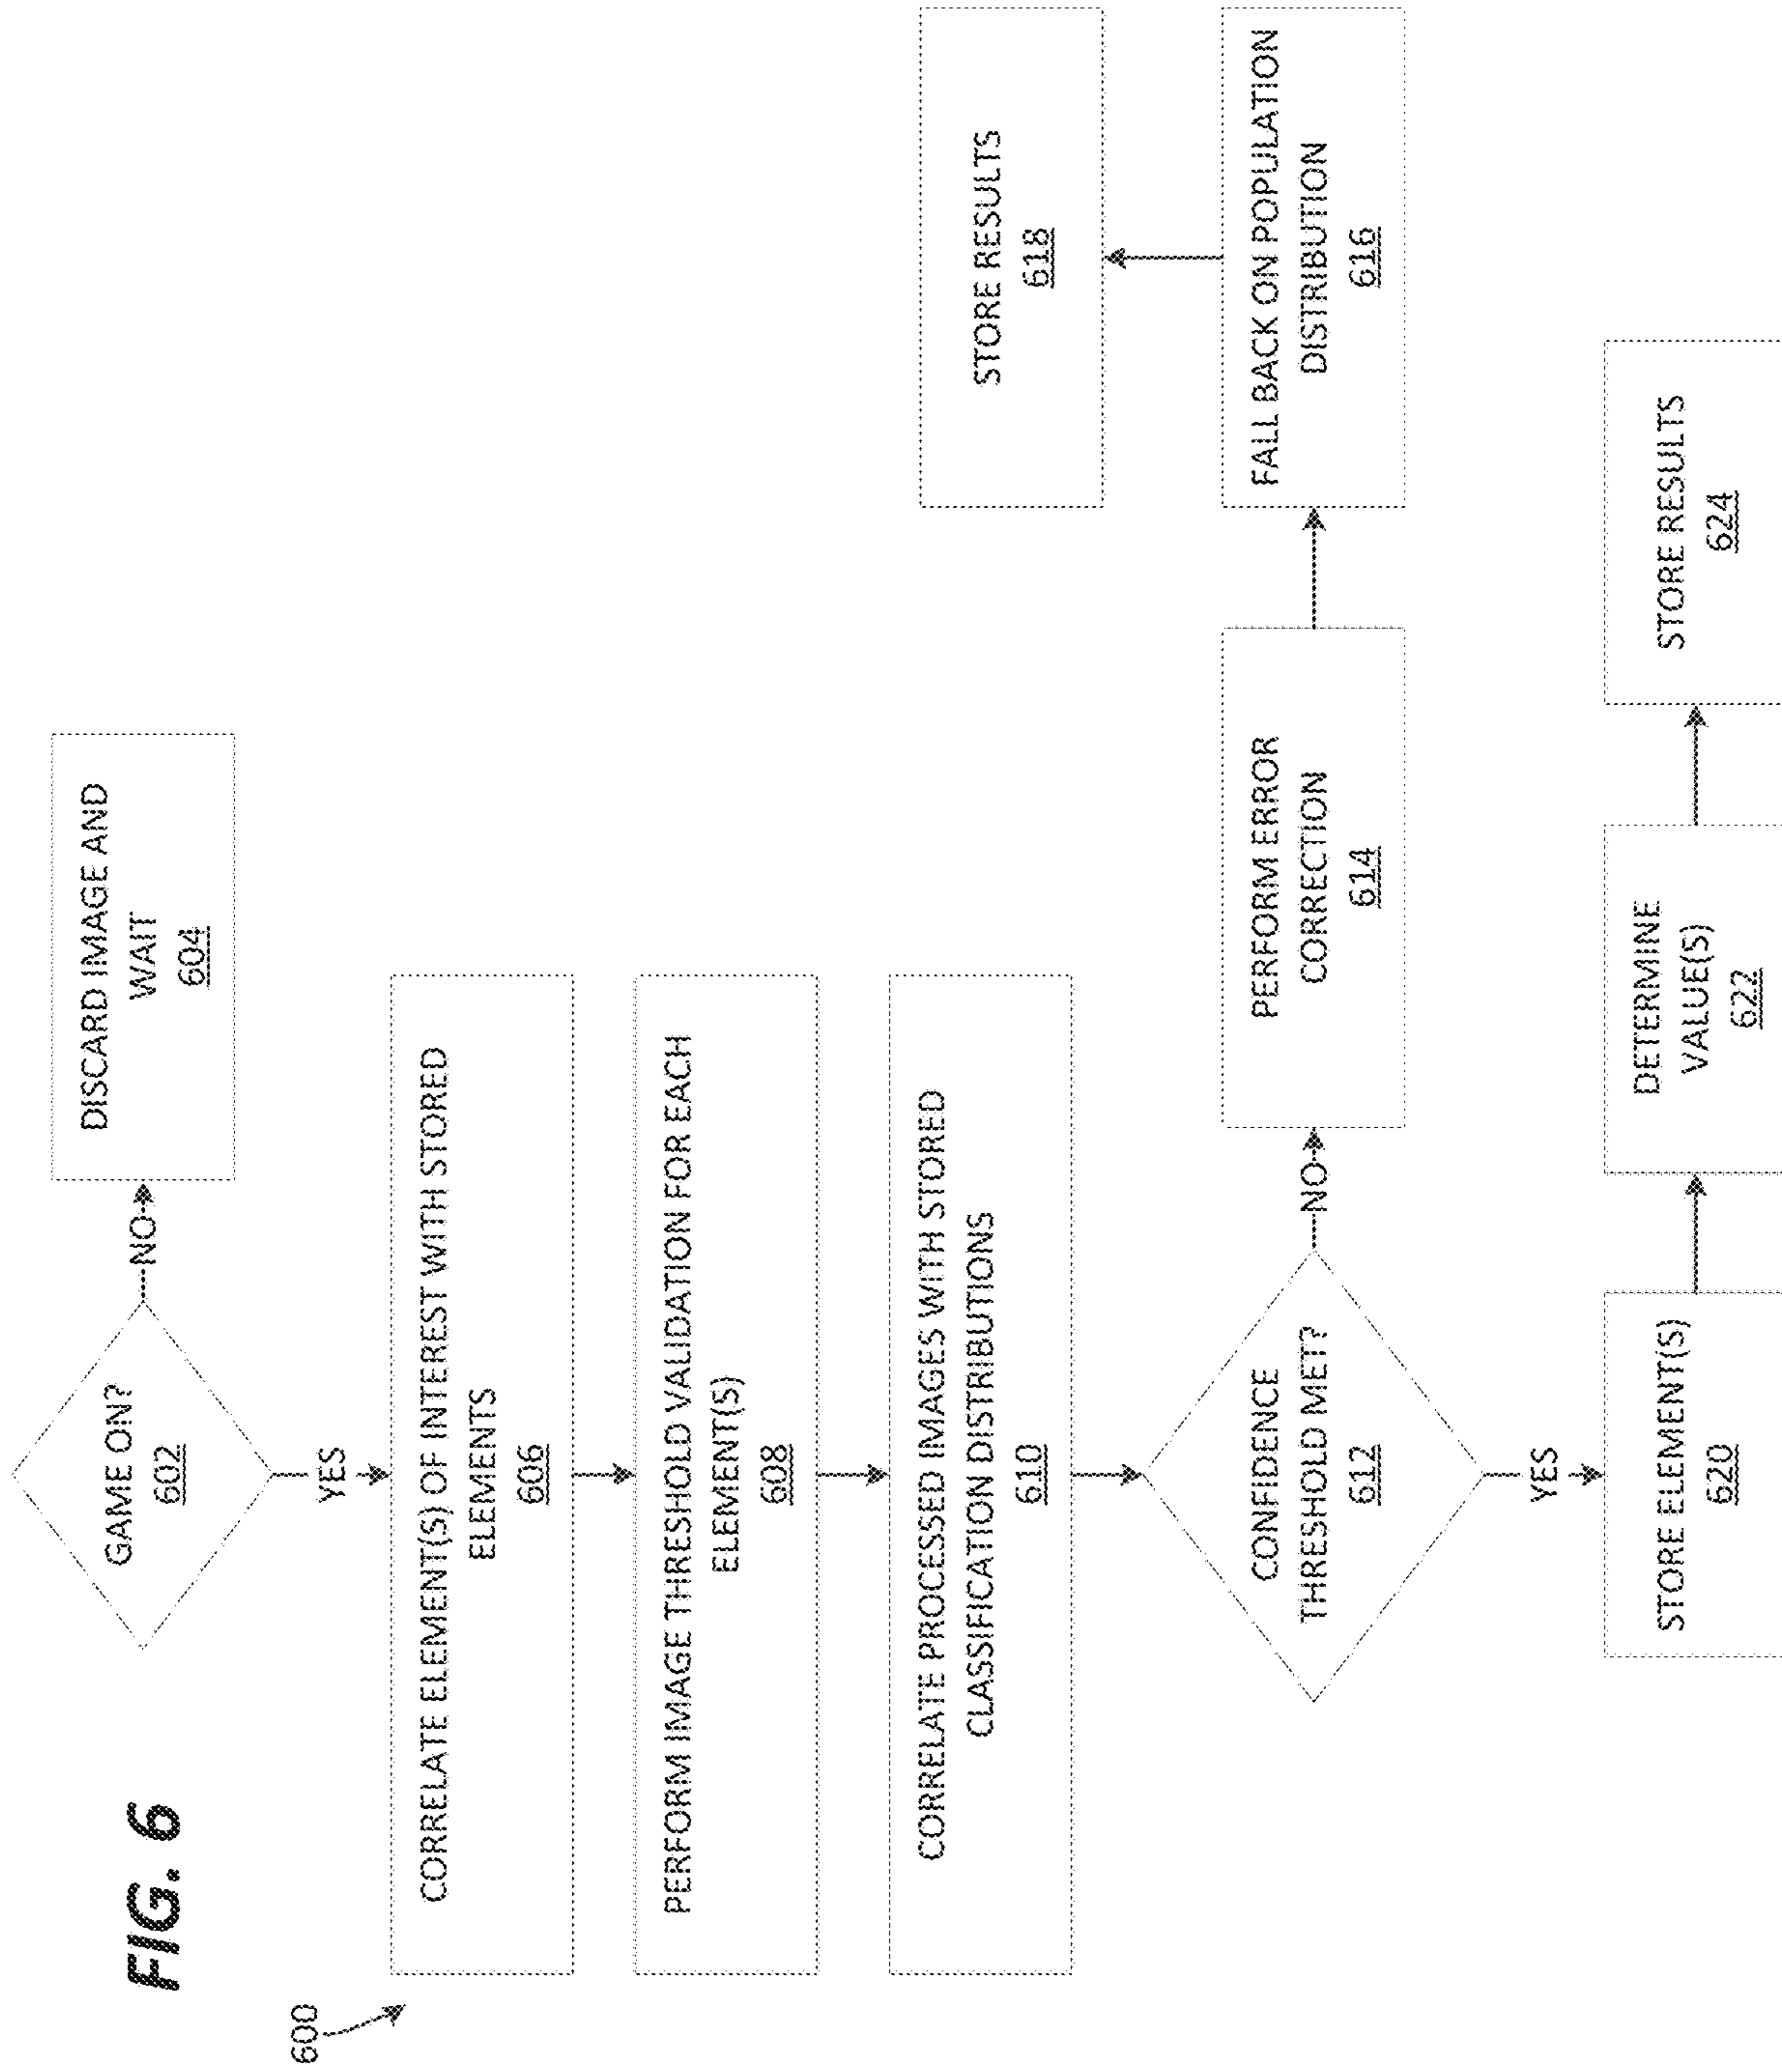 FIG. 6
600
GAME ON?
602
NO
DISCARD IMAGE AND
WAIT
604
YES
CORRELATE ELEMENT(S) OF INTEREST WITH STORED
ELEMENTS
606
PERFORM IMAGE THRESHOLD VALIDATION FOR EACH
ELEMENT(S)
608
CORRELATE PROCESSED IMAGES WITH STORED
CLASSIFICATION DISTRIBUTIONS
610
CONFIDENCE
THRESHOLD MET?
612
NO
PERFORM ERROR
CORRECTION
614
FALL BACK ON POPULATION
DISTRIBUTION
616
STORE RESULTS
618
YES
STORE ELEMENT(S)
620
DETERMINE
VALUE(S)
622
STORE RESULTS
624